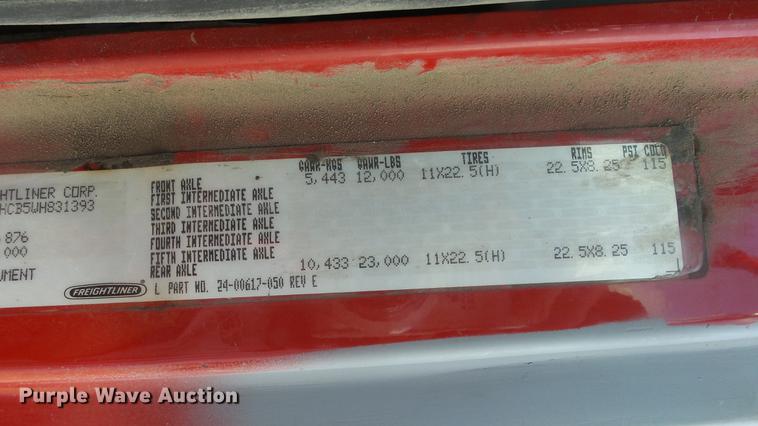 GAWR-KGS GAWR-LBS TIRES RIMS PSI COLD
HTLINER CORP. FRONT AXLE 5,443 12,000 11X22.5(H) 22.5X8.25 115
HCB5WH831393 FIRST INTERMEDIATE AXLE
SECOND INTERMEDIATE AXLE
THIRD INTERMEDIATE AXLE
876 FOURTH INTERMEDIATE AXLE
000 FIFTH INTERMEDIATE AXLE
UMENT REAR AXLE 10,433 23,000 11X22.5(H) 22.5X8.25 115
FREIGHTLINER L PART NO. 24-00617-050 REV E
Purple Wave Auction